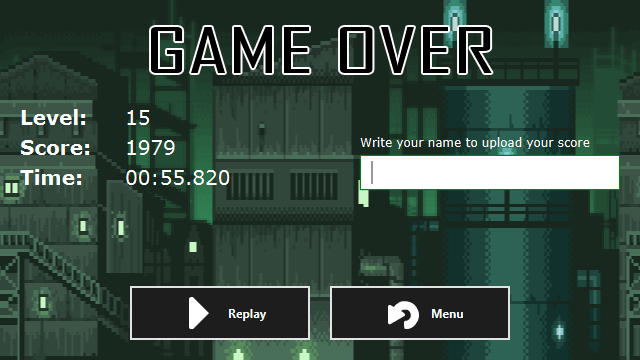 GAME OVER
Level: 15
Score: 1979
Time: 00:55.820
Write your name to upload your score
Replay
Menu